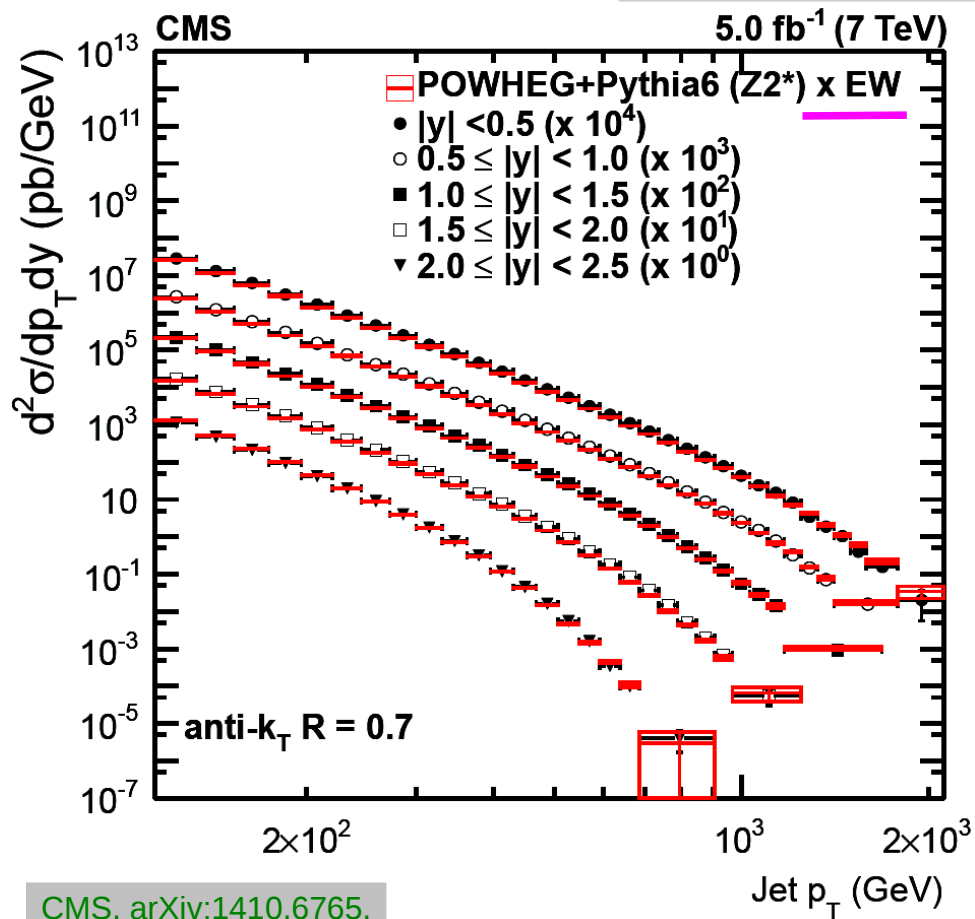 CMS 5.0 fb⁻¹ (7 TeV)
POWHEG+Pythia6 (Z2*) x EW
|y| <0.5 (x 10⁴)
0.5 ≤ |y| < 1.0 (x 10³)
1.0 ≤ |y| < 1.5 (x 10²)
1.5 ≤ |y| < 2.0 (x 10¹)
2.0 ≤ |y| < 2.5 (x 10⁰)
d²σ/dp_T dy (pb/GeV)
10¹³
10¹¹
10⁹
10⁷
10⁵
10³
10
10⁻¹
10⁻³
10⁻⁵
10⁻⁷
anti-k_T R = 0.7
2×10² 10³ 2×10³
Jet p_T (GeV)
CMS, arXiv:1410.6765,